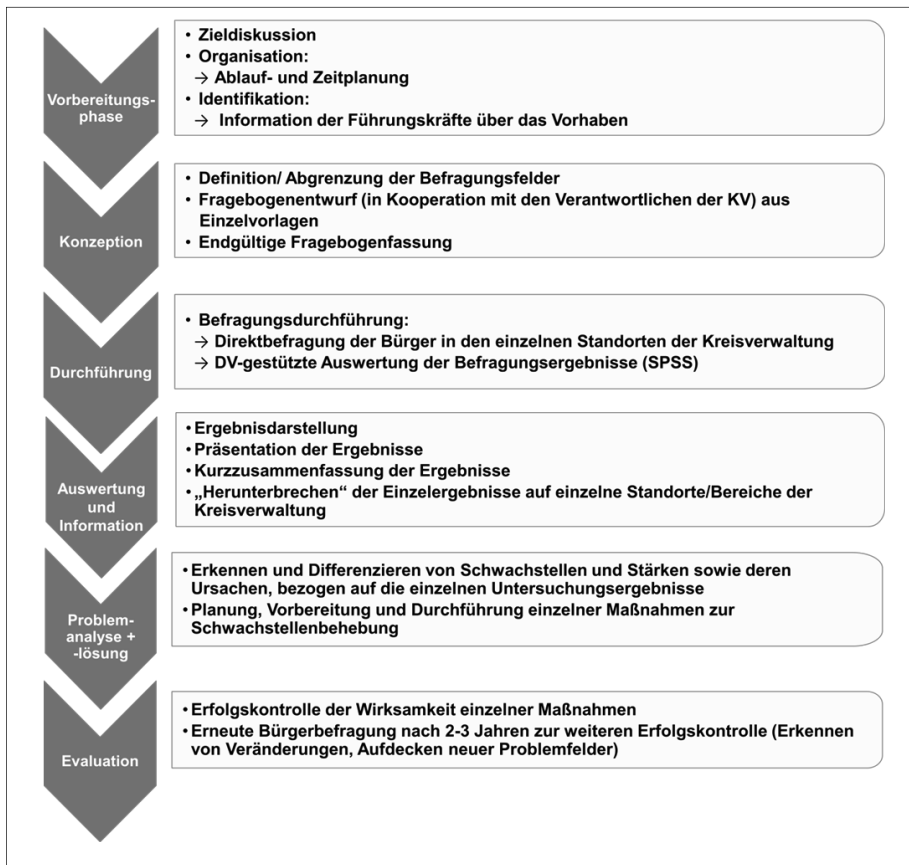 Vorbereitungs-
phase
• Zieldiskussion
• Organisation:
→ Ablauf- und Zeitplanung
• Identifikation:
→ Information der Führungskräfte über das Vorhaben
Konzeption
• Definition/ Abgrenzung der Befragungsfelder
• Fragebogenentwurf (in Kooperation mit den Verantwortlichen der KV) aus
Einzelvorlagen
• Endgültige Fragebogenfassung
Durchführung
• Befragungsdurchführung:
→ Direktbefragung der Bürger in den einzelnen Standorten der Kreisverwaltung
→ DV-gestützte Auswertung der Befragungsergebnisse (SPSS)
Auswertung
und
Information
• Ergebnisdarstellung
• Präsentation der Ergebnisse
• Kurzzusammenfassung der Ergebnisse
• „Herunterbrechen“ der Einzelergebnisse auf einzelne Standorte/Bereiche der
Kreisverwaltung
Problem-
analyse +
-lösung
• Erkennen und Differenzieren von Schwachstellen und Stärken sowie deren
Ursachen, bezogen auf die einzelnen Untersuchungsergebnisse
• Planung, Vorbereitung und Durchführung einzelner Maßnahmen zur
Schwachstellenbehebung
Evaluation
• Erfolgskontrolle der Wirksamkeit einzelner Maßnahmen
• Erneute Bürgerbefragung nach 2-3 Jahren zur weiteren Erfolgskontrolle (Erkennen
von Veränderungen, Aufdecken neuer Problemfelder)